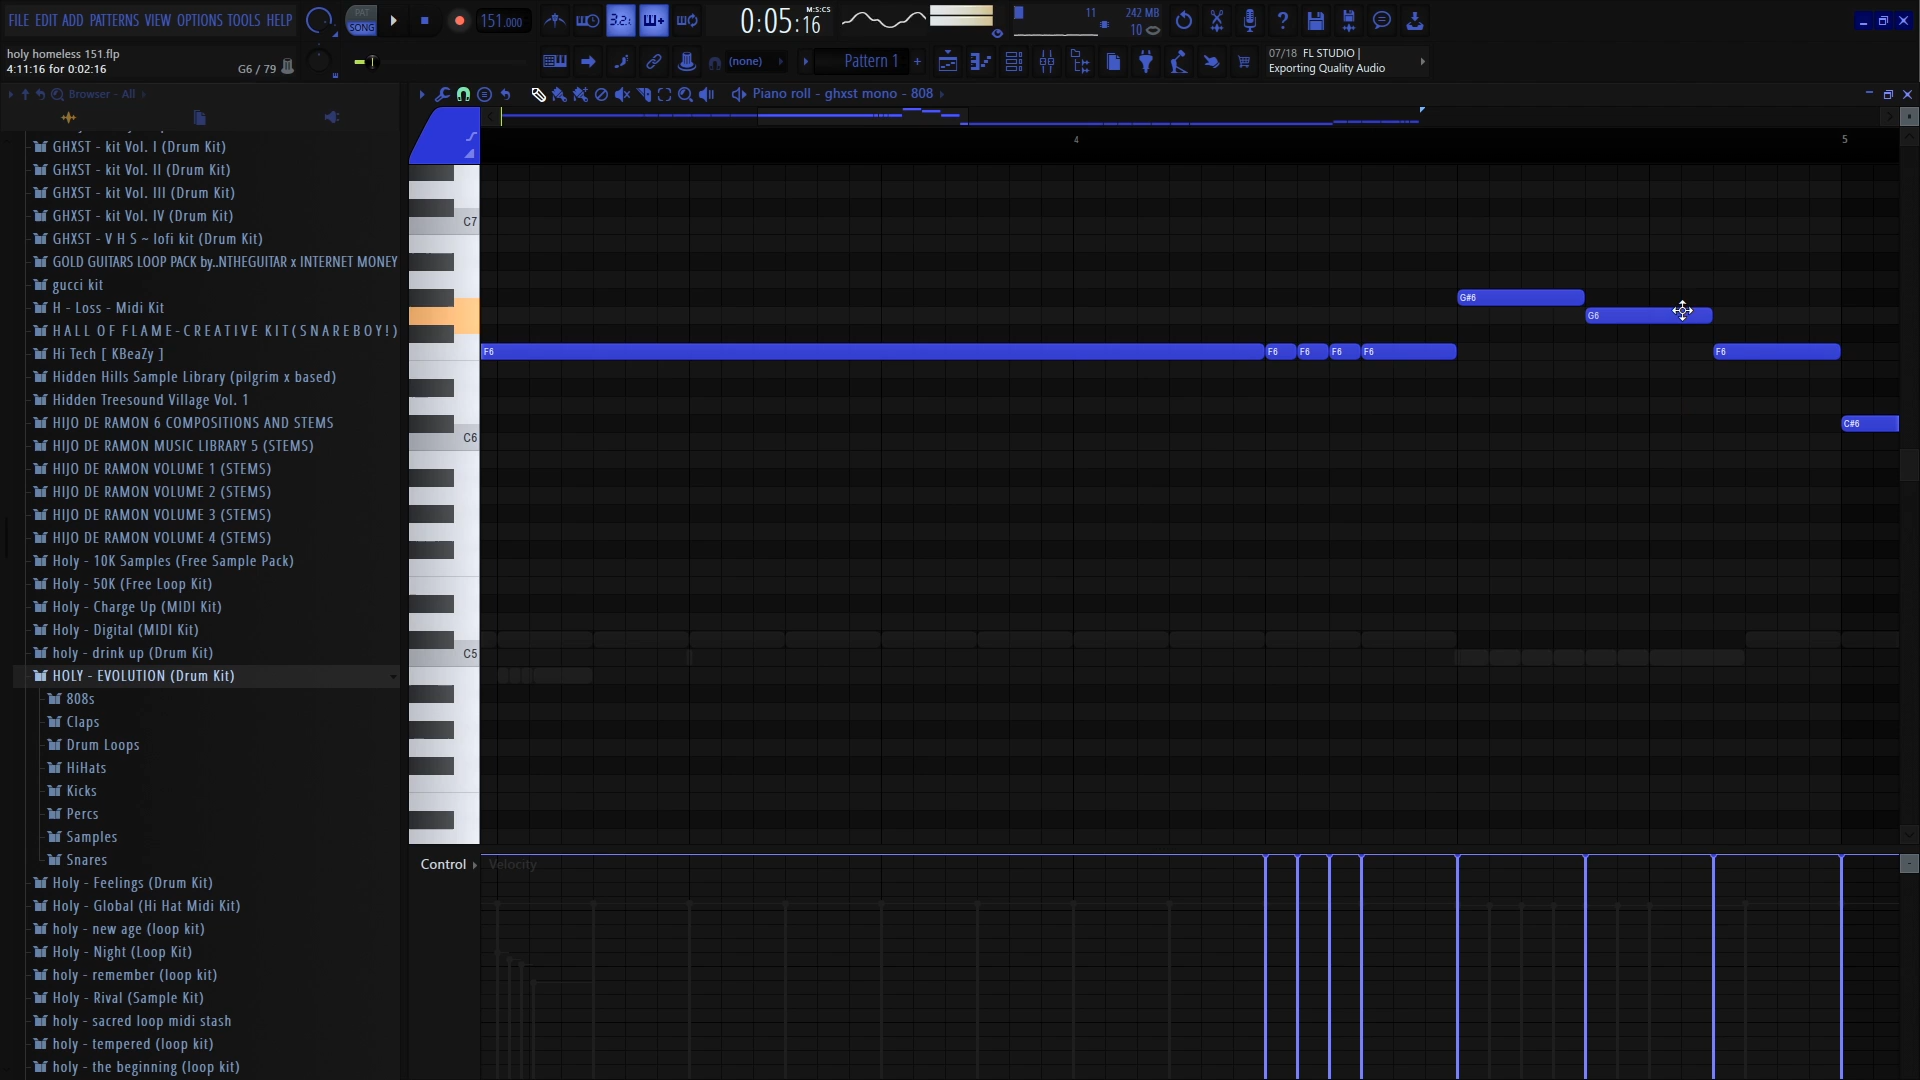 FILE EDIT ADD PATTERNS VIEW OPTIONS TOOLS HELP
PAT
SONG
3.2.
151.000
0:05:16
M:S:CS
11
242 MB
10
holy homeless 151.flp
4:11:16 for 0:02:16
G6 / 79
(none)
Pattern 1
+
07/18 FL STUDIO |
Exporting Quality Audio
Browser - All
Piano roll - ghxst mono - 808
4
5
GHXST - kit Vol. I (Drum Kit)
GHXST - kit Vol. II (Drum Kit)
GHXST - kit Vol. III (Drum Kit)
GHXST - kit Vol. IV (Drum Kit)
GHXST - V H S ~ lofi kit (Drum Kit)
GOLD GUITARS LOOP PACK by..NTHEGUITAR x INTERNET MONEY
gucci kit
H - Loss - Midi Kit
H A L L  O F  F L A M E - C R E A T I V E  K I T ( S N A R E B O Y ! )
Hi Tech [ KBeaZy ]
Hidden Hills Sample Library (pilgrim x based)
Hidden Treesound Village Vol. 1
HIJO DE RAMON 6 COMPOSITIONS AND STEMS
HIJO DE RAMON MUSIC LIBRARY 5 (STEMS)
HIJO DE RAMON VOLUME 1 (STEMS)
HIJO DE RAMON VOLUME 2 (STEMS)
HIJO DE RAMON VOLUME 3 (STEMS)
HIJO DE RAMON VOLUME 4 (STEMS)
Holy - 10K Samples (Free Sample Pack)
Holy - 50K (Free Loop Kit)
Holy - Charge Up (MIDI Kit)
Holy - Digital (MIDI Kit)
holy - drink up (Drum Kit)
HOLY - EVOLUTION (Drum Kit)
808s
Claps
Drum Loops
HiHats
Kicks
Percs
Samples
Snares
Holy - Feelings (Drum Kit)
Holy - Global (Hi Hat Midi Kit)
holy - new age (loop kit)
Holy - Night (Loop Kit)
holy - remember (loop kit)
Holy - Rival (Sample Kit)
holy - sacred loop midi stash
holy - tempered (loop kit)
holy - the beginning (loop kit)
C7
G#6
G6
F6 F6 F6 F6 F6 F6
C#6
C6
C5
Control
Velocity